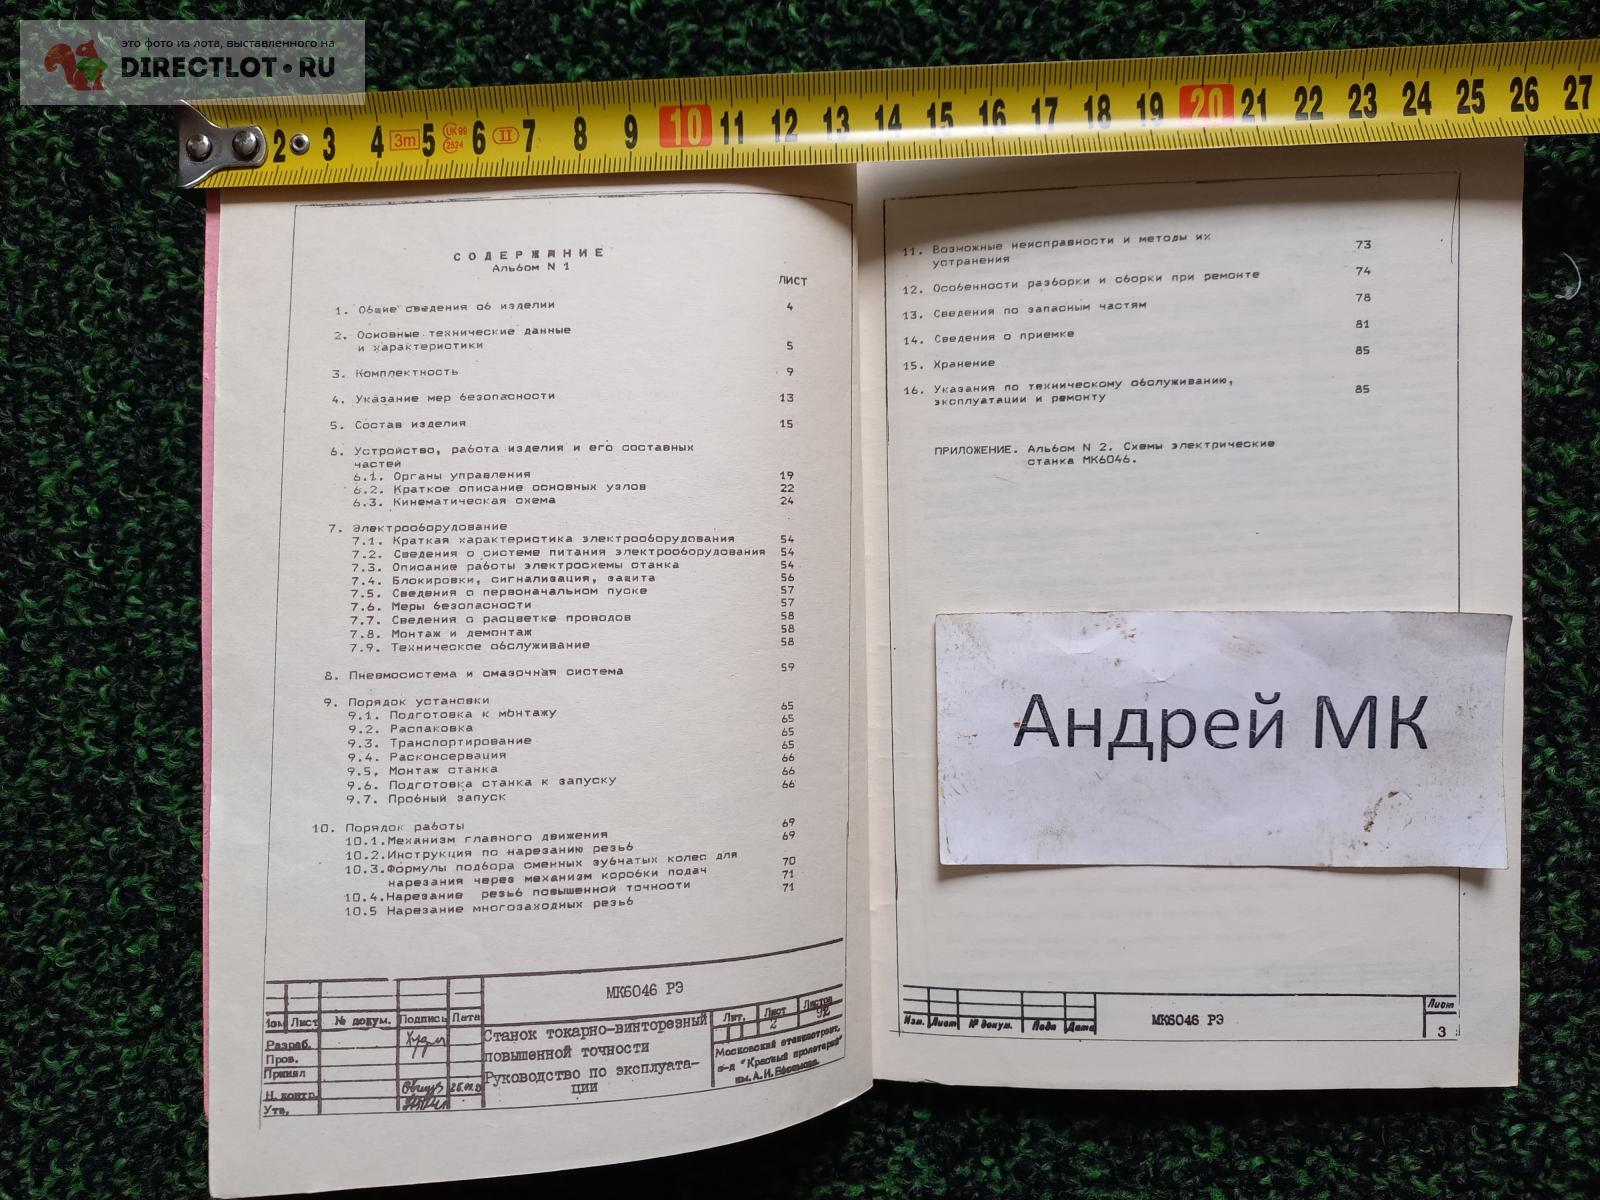 это фото из лота, выставленного на
DIRECTLOT.RU
2 3 4 3m 5 UK 99 2524 6 II 7 8 9 10 11 12 13 14 15 16 17 18 19 20 21 22 23 24 25 26 27
СОДЕРЖАНИЕ
Альбом N 1
ЛИСТ
1. Общие сведения об изделии 4
2. Основные технические данные
и характеристики 5
3. Комплектность 9
4. Указание мер безопасности 13
5. Состав изделия 15
6. Устройство, работа изделия и его составных
частей
6.1. Органы управления 19
6.2. Краткое описание основных узлов 22
6.3. Кинематическая схема 24
7. Электрооборудование
7.1. Краткая характеристика электрооборудования 54
7.2. Сведения о системе питания электрооборудования 54
7.3. Описание работы электросхемы станка 54
7.4. Блокировки, сигнализация, защита 56
7.5. Сведения о первоначальном пуске 57
7.6. Меры безопасности 57
7.7. Сведения о расцветке проводов 58
7.8. Монтаж и демонтаж 58
7.9. Техническое обслуживание 58
8. Пневмосистема и смазочная система 59
9. Порядок установки
9.1. Подготовка к монтажу 65
9.2. Распаковка 65
9.3. Транспортирование 65
9.4. Расконсервация 65
9.5. Монтаж станка 66
9.6. Подготовка станка к запуску 66
9.7. Пробный запуск 66
10. Порядок работы
10.1.Механизм главного движения 69
10.2.Инструкция по нарезанию резьб 69
10.3.Формулы подбора сменных зубчатых колес для
нарезания через механизм коробки подач 70
10.4.Нарезание резьб повышенной точности 71
10.5 Нарезание многозаходных резьб 71
МК6046 РЭ
Изм Лист № докум. Подпись Дата
Разраб.
Пров.
Принял
Н. контр.
Утв.
Станок токарно-винторезный
повышенной точности
Руководство по эксплуата-
ции
Лит. Лист Листов
2 92
Московский станкостроит.
з-д "Красный пролетарий"
им. А.И. Ефремова.
11. Возможные неисправности и методы их
устранения 73
12. Особенности разборки и сборки при ремонте 74
13. Сведения по запасным частям 78
14. Сведения о приемке 81
15. Хранение 85
16. Указания по техническому обслуживанию,
эксплуатации и ремонту 85
ПРИЛОЖЕНИЕ. Альбом N 2. Схемы электрические
станка МК6046.
Андрей МК
Изм. Лист № докум. Подп Дата
МК6046 РЭ
Лист
3